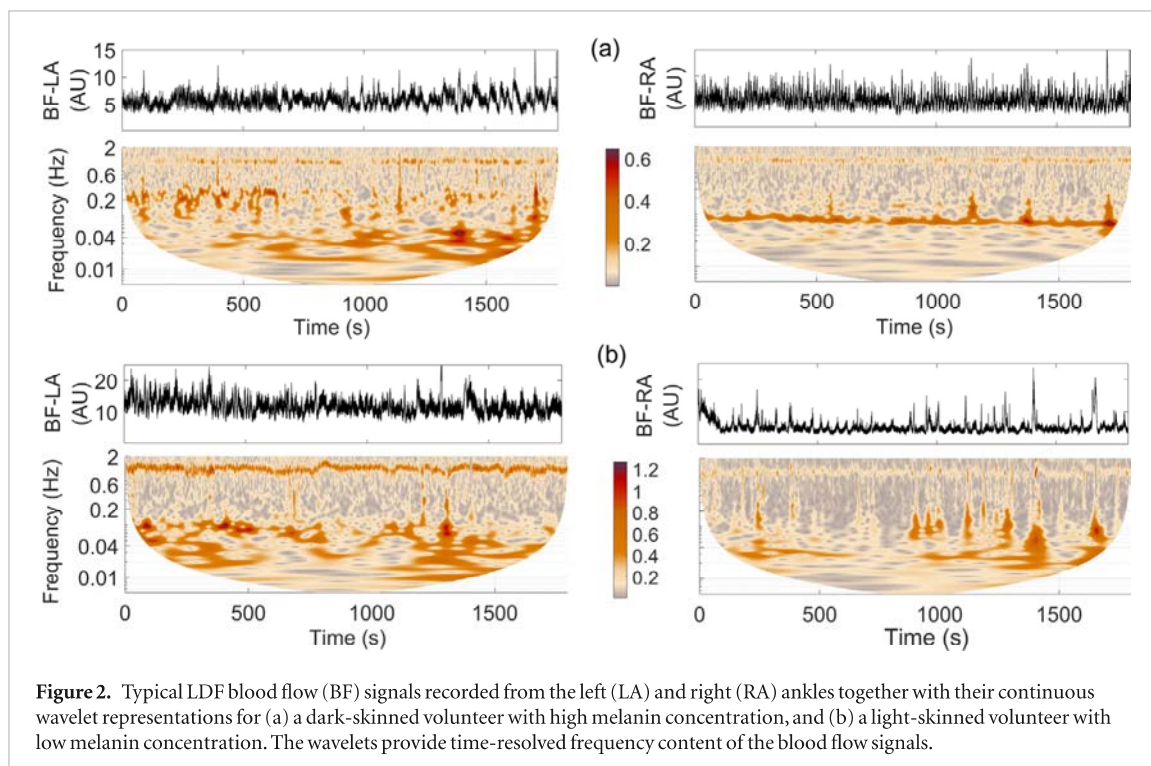 (a)
BF-LA
(AU)
15
10
5
BF-RA
(AU)
Frequency (Hz)
2
0.6
0.2
0.04
0.01
0 500 1000 1500
Time (s)
0.6
0.4
0.2
0 500 1000 1500
Time (s)
(b)
BF-LA
(AU)
20
10
BF-RA
(AU)
Frequency (Hz)
2
0.6
0.2
0.04
0.01
0 500 1000 1500
Time (s)
1.2
1
0.8
0.6
0.4
0.2
0 500 1000 1500
Time (s)
Figure 2. Typical LDF blood flow (BF) signals recorded from the left (LA) and right (RA) ankles together with their continuous
wavelet representations for (a) a dark-skinned volunteer with high melanin concentration, and (b) a light-skinned volunteer with
low melanin concentration. The wavelets provide time-resolved frequency content of the blood flow signals.